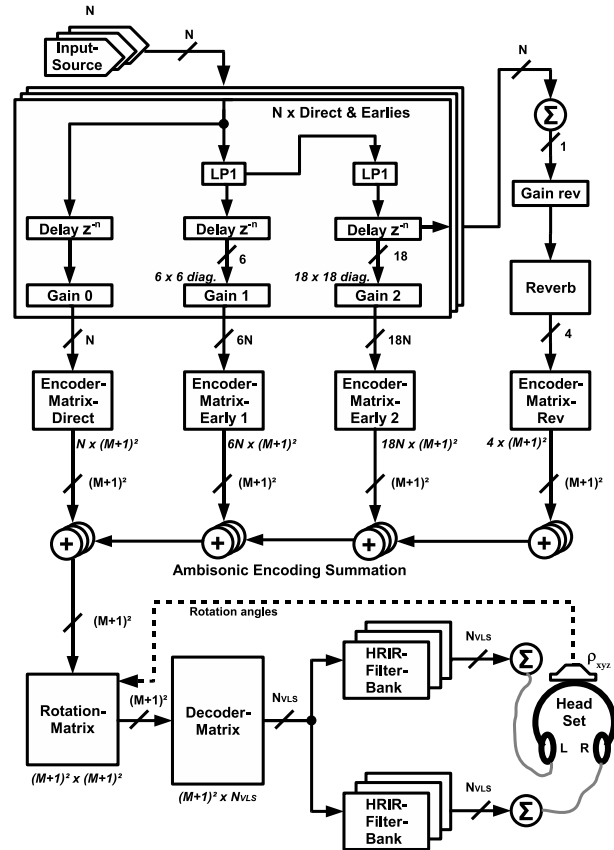 N
N
Input-
Source
N
N x Direct & Earlies
Σ
1
LP1
LP1
Gain rev
Delay z⁻ⁿ
Delay z⁻ⁿ
Delay z⁻ⁿ
6
18
6 x 6 diag.
18 x 18 diag.
Reverb
Gain 0
Gain 1
Gain 2
N
6N
18N
4
Encoder-
Matrix-
Direct
Encoder-
Matrix-
Early 1
Encoder-
Matrix-
Early 2
Encoder-
Matrix-
Rev
N x (M+1)²
6N x (M+1)²
18N x (M+1)²
4 x (M+1)²
(M+1)²
(M+1)²
(M+1)²
(M+1)²
+
+
+
+
Ambisonic Encoding Summation
Rotation angles
(M+1)²
ρxyz
Rotation-
Matrix
(M+1)²
Decoder-
Matrix
NVLS
HRIR-
Filter-
Bank
NVLS
Σ
Head
Set
L R
(M+1)² x (M+1)²
(M+1)² x NVLS
HRIR-
Filter-
Bank
NVLS
Σ